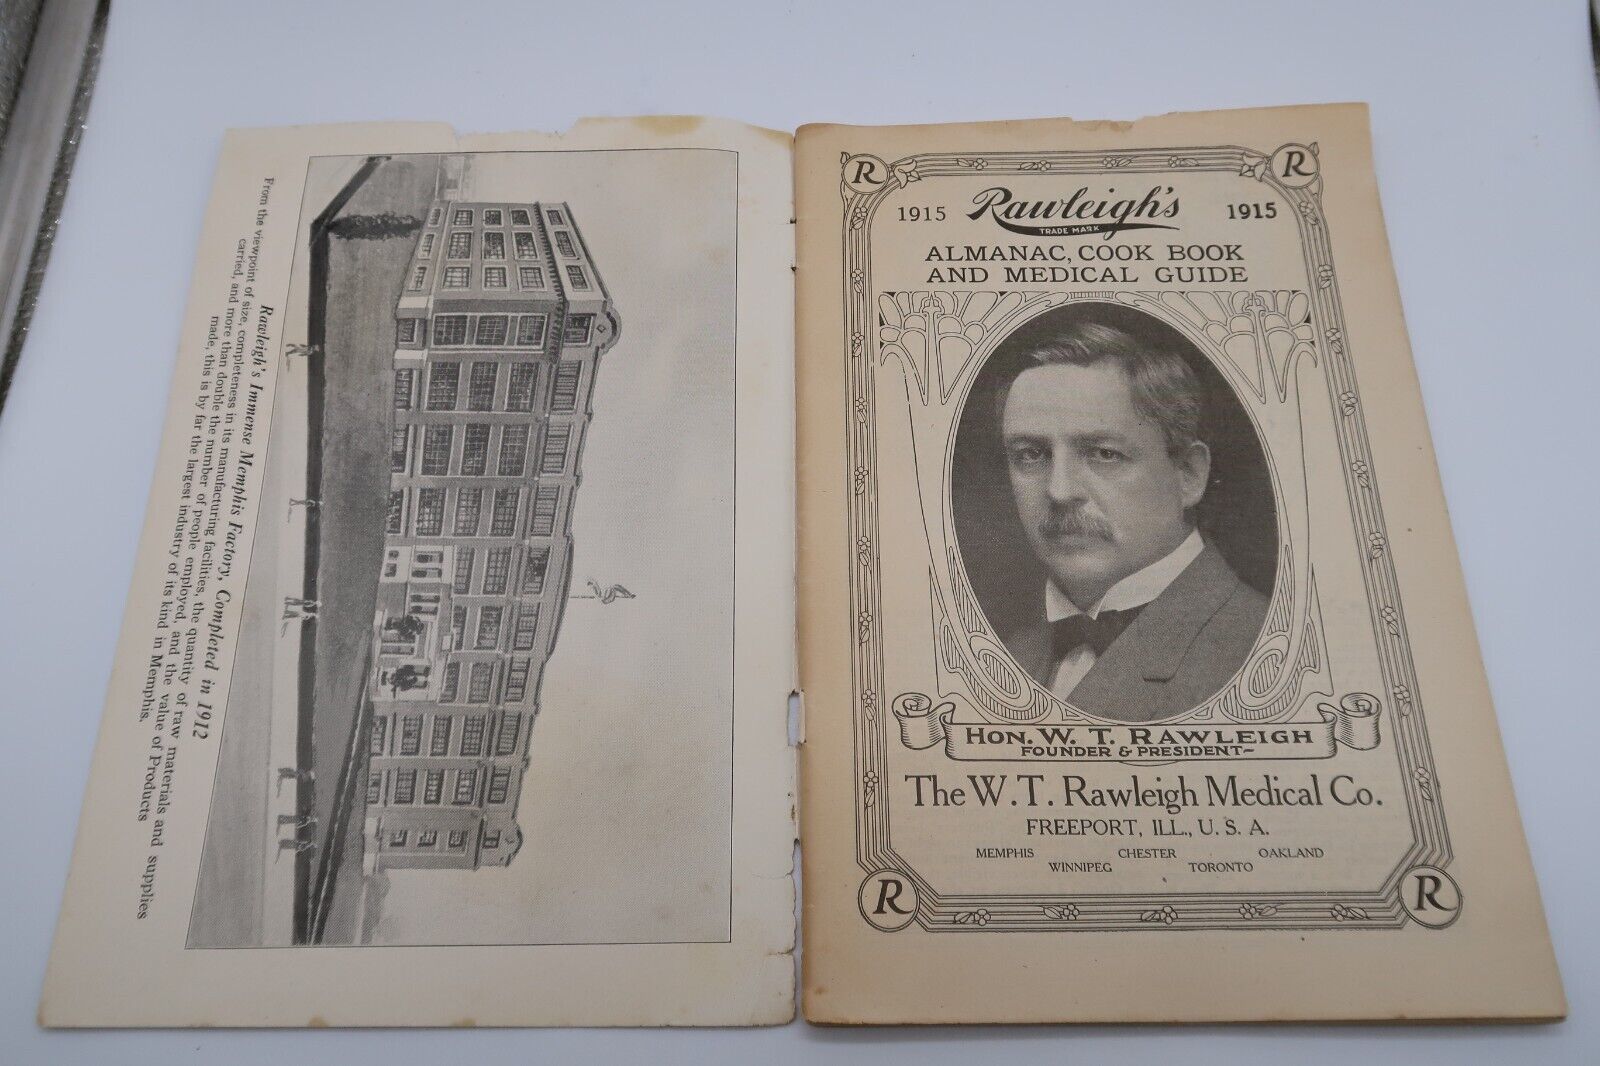 Rawleigh's Immense Memphis Factory, Completed in 1912
From the viewpoint of size, completeness in its manufacturing facilities, the quantity of raw materials and supplies
carried, and more than double the number of people employed, and the value of Products
made, this is by far the largest industry of its kind in Memphis.
R R
1915 Rawleigh's 1915
TRADE MARK
ALMANAC, COOK BOOK
AND MEDICAL GUIDE
HON. W. T. RAWLEIGH
FOUNDER & PRESIDENT
The W. T. Rawleigh Medical Co.
FREEPORT, ILL., U. S. A.
MEMPHIS CHESTER OAKLAND
WINNIPEG TORONTO
R R